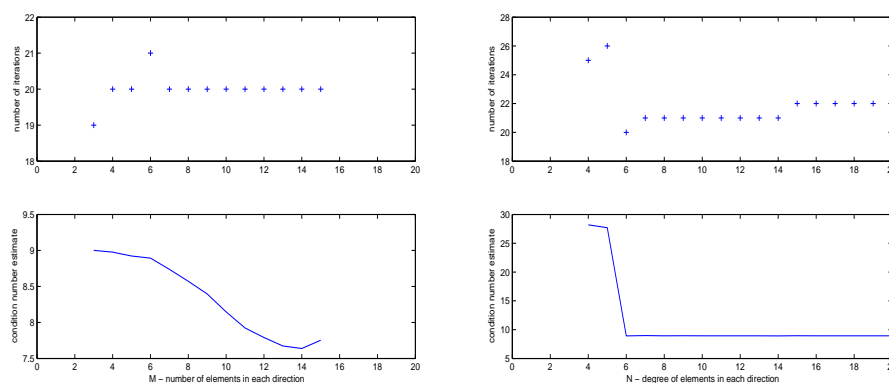 22
21
20
19
18
number of iterations
0 2 4 6 8 10 12 14 16 18 20
9.5
9
8.5
8
7.5
condition number estimate
0 2 4 6 8 10 12 14 16 18 20
M – number of elements in each direction
28
26
24
22
20
18
number of iterations
0 2 4 6 8 10 12 14 16 18 20
30
25
20
15
10
5
condition number estimate
0 2 4 6 8 10 12 14 16 18 20
N – degree of elements in each direction